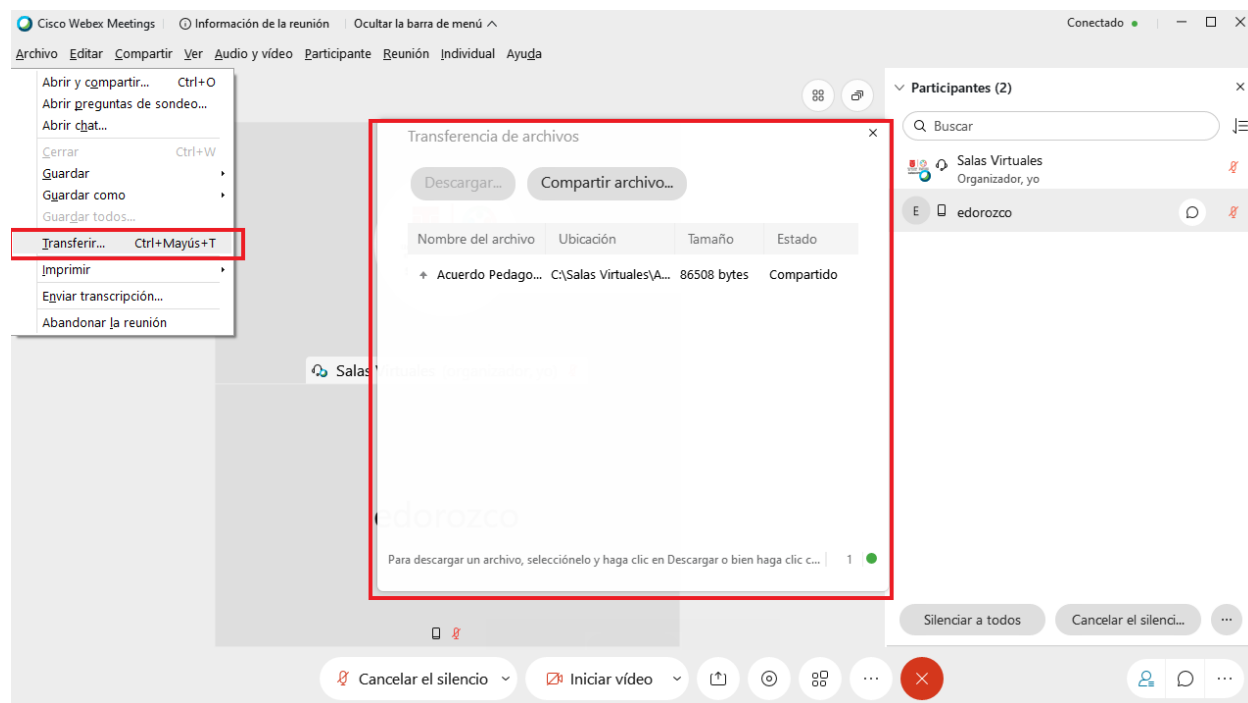 Cisco Webex Meetings Información de la reunión Ocultar la barra de menú Conectado
Archivo Editar Compartir Ver Audio y vídeo Participante Reunión Individual Ayuda
Abrir y compartir... Ctrl+O
Abrir preguntas de sondeo...
Abrir chat...
Cerrar Ctrl+W
Guardar
Guardar como
Guardar todos...
Transferir... Ctrl+Mayús+T
Imprimir
Enviar transcripción...
Abandonar la reunión
Transferencia de archivos
Descargar... Compartir archivo...
Nombre del archivo Ubicación Tamaño Estado
Acuerdo Pedago... C:\Salas Virtuales\A... 86508 bytes Compartido
Salas
edorozco
Para descargar un archivo, selecciónelo y haga clic en Descargar o bien haga clic c... 1
Participantes (2)
Buscar
Salas Virtuales
Organizador, yo
E edorozco
Silenciar a todos Cancelar el silenci... ...
Cancelar el silencio Iniciar vídeo